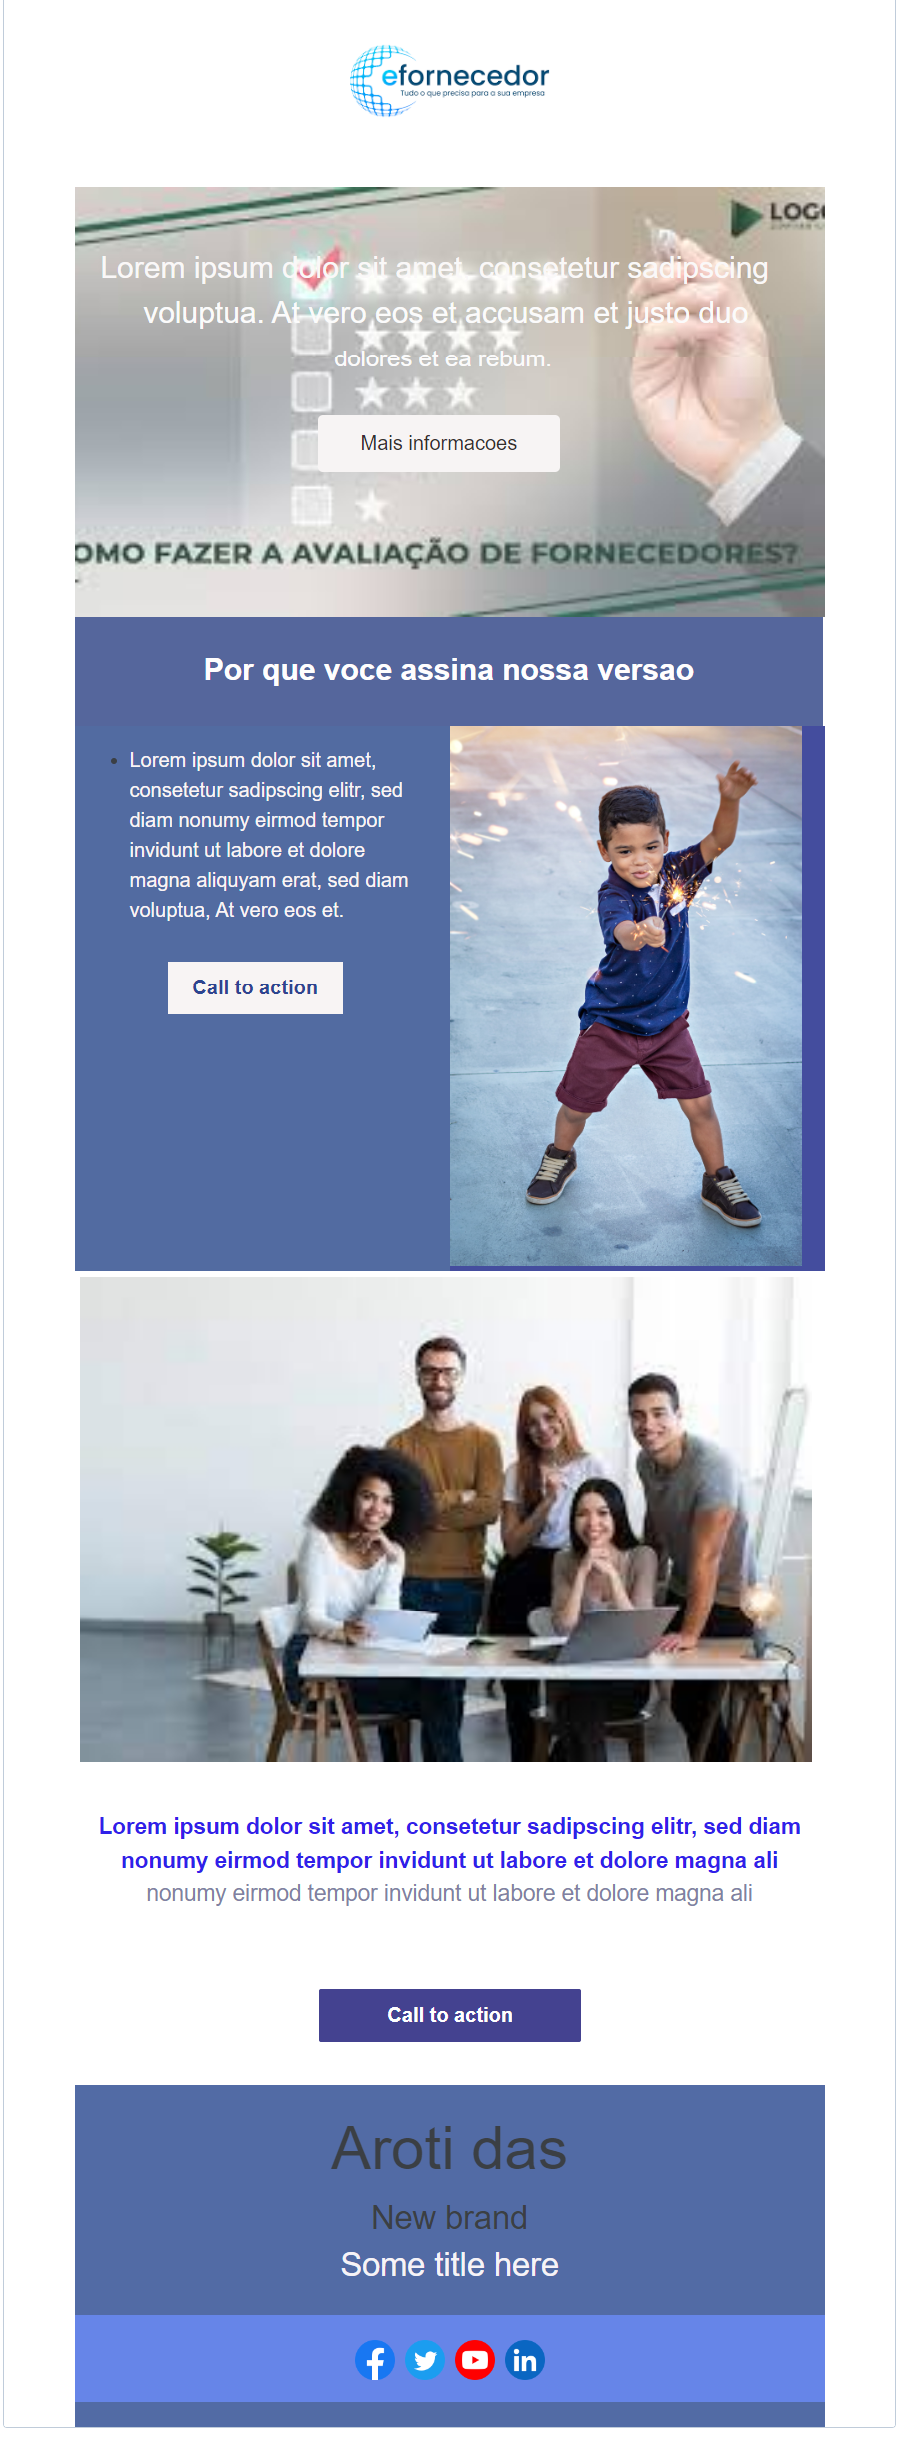 efornecedor
Tudo o que precisa para a sua empresa
LOGO
Lorem ipsum dolor sit amet, consetetur sadipscing
voluptua. At vero eos et accusam et justo duo
dolores et ea rebum.
Mais informacoes
OMO FAZER A AVALIAÇÃO DE FORNECEDORES?
Por que voce assina nossa versao
• Lorem ipsum dolor sit amet,
consetetur sadipscing elitr, sed
diam nonumy eirmod tempor
invidunt ut labore et dolore
magna aliquyam erat, sed diam
voluptua, At vero eos et.
Call to action
Lorem ipsum dolor sit amet, consetetur sadipscing elitr, sed diam
nonumy eirmod tempor invidunt ut labore et dolore magna ali
nonumy eirmod tempor invidunt ut labore et dolore magna ali
Call to action
Aroti das
New brand
Some title here